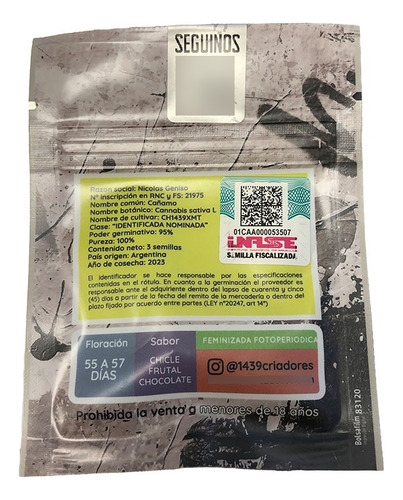 SEGUINOS
Razon social: Nicolas Geniso
N° inscripción en RNC y FS: 21975
Nombre común: Cañamo
Nombre botánico: Cannabis sativa L
Nombre de cultivar: CH1439XMT
Clase: "IDENTIFICADA NOMINADA"
Poder germinativo: 95%
Pureza: 100%
Contenido neto: 3 semillas
País origen: Argentina
Año de cosecha: 2023
01CAA000053507
INASE
SEMILLA FISCALIZADA
El identificador se hace responsable por las especificaciones
contenidas en el rótulo. En cuanto a la germinación el proveedor es
responsable ante el adquirente dentro del lapso de cuarenta y cinco
(45) días a partir de la fecha del remito de la mercadería o dentro del
plazo fijado por acuerdo entre partes (LEY n°20247, art 14°)
Floración
55 A 57
DÍAS
Sabor
CHICLE
FRUTAL
CHOCOLATE
FEMINIZADA FOTOPERIODICA
@1439criadores
Prohibida la venta a menores de 18 años
Bolsafilm 83120